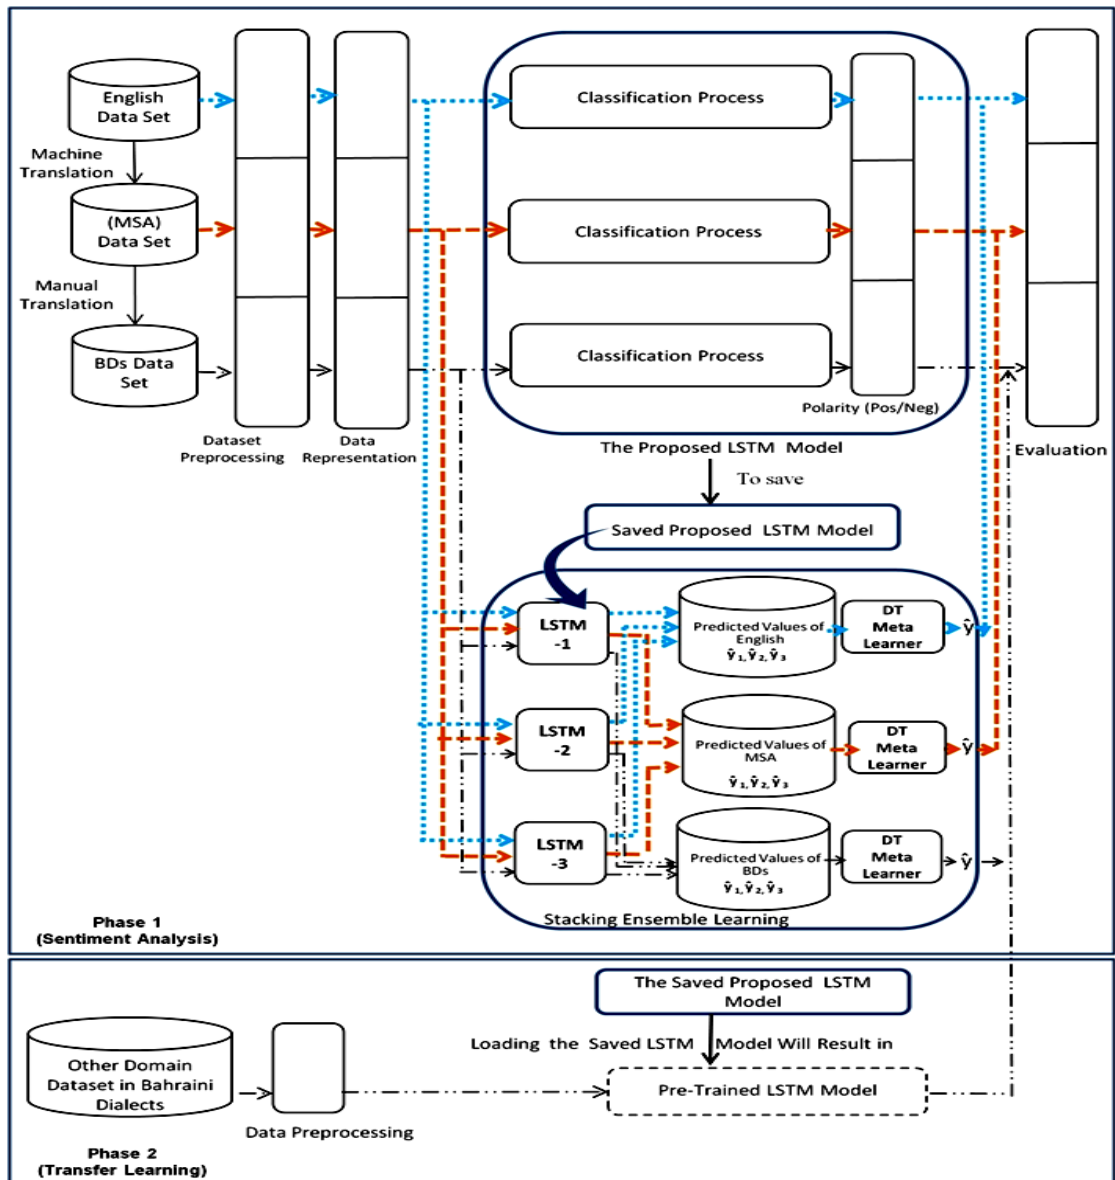 English
Data Set
Machine
Translation
(MSA)
Data Set
Manual
Translation
BDs Data
Set
Dataset
Preprocessing
Data
Representation
Classification Process
Classification Process
Classification Process
Polarity (Pos/Neg)
The Proposed LSTM Model
Evaluation
To save
Saved Proposed LSTM Model
LSTM
-1
LSTM
-2
LSTM
-3
Predicted Values of
English
ŷ1,ŷ2,ŷ3
DT
Meta
Learner
ŷ
Predicted Values of
MSA
ŷ1,ŷ2,ŷ3
DT
Meta
Learner
ŷ
Predicted Values of
BDs
ŷ1,ŷ2,ŷ3
DT
Meta
Learner
ŷ
Stacking Ensemble Learning
Phase 1
(Sentiment Analysis)
The Saved Proposed LSTM
Model
Loading the Saved LSTM Model Will Result in
Other Domain
Dataset in Bahraini
Dialects
Pre-Trained LSTM Model
Data Preprocessing
Phase 2
(Transfer Learning)